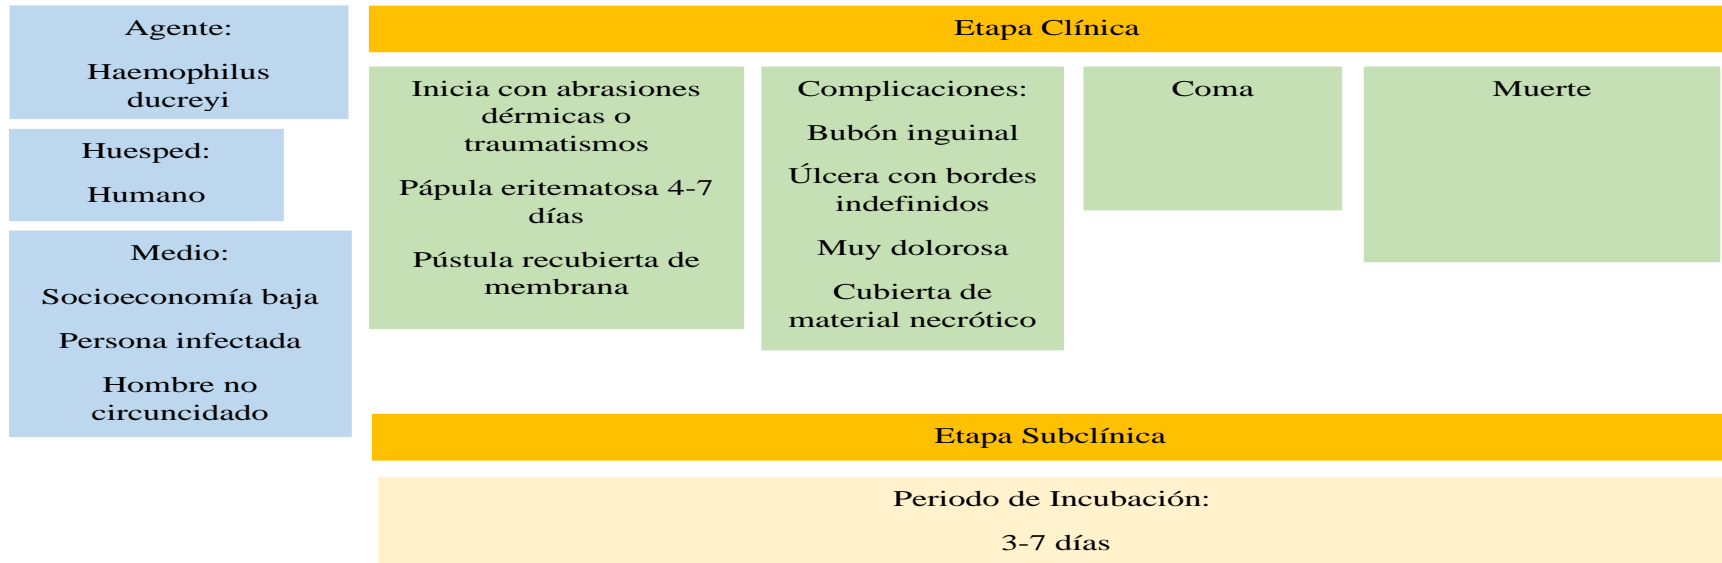 Agente:
Haemophilus
ducreyi
Huesped:
Humano
Medio:
Socioeconomía baja
Persona infectada
Hombre no
circuncidado
Etapa Clínica
Inicia con abrasiones
dérmicas o
traumatismos
Pápula eritematosa 4-7
días
Pústula recubierta de
membrana
Complicaciones:
Bubón inguinal
Úlcera con bordes
indefinidos
Muy dolorosa
Cubierta de
material necrótico
Coma
Muerte
Etapa Subclínica
Periodo de Incubación:
3-7 días